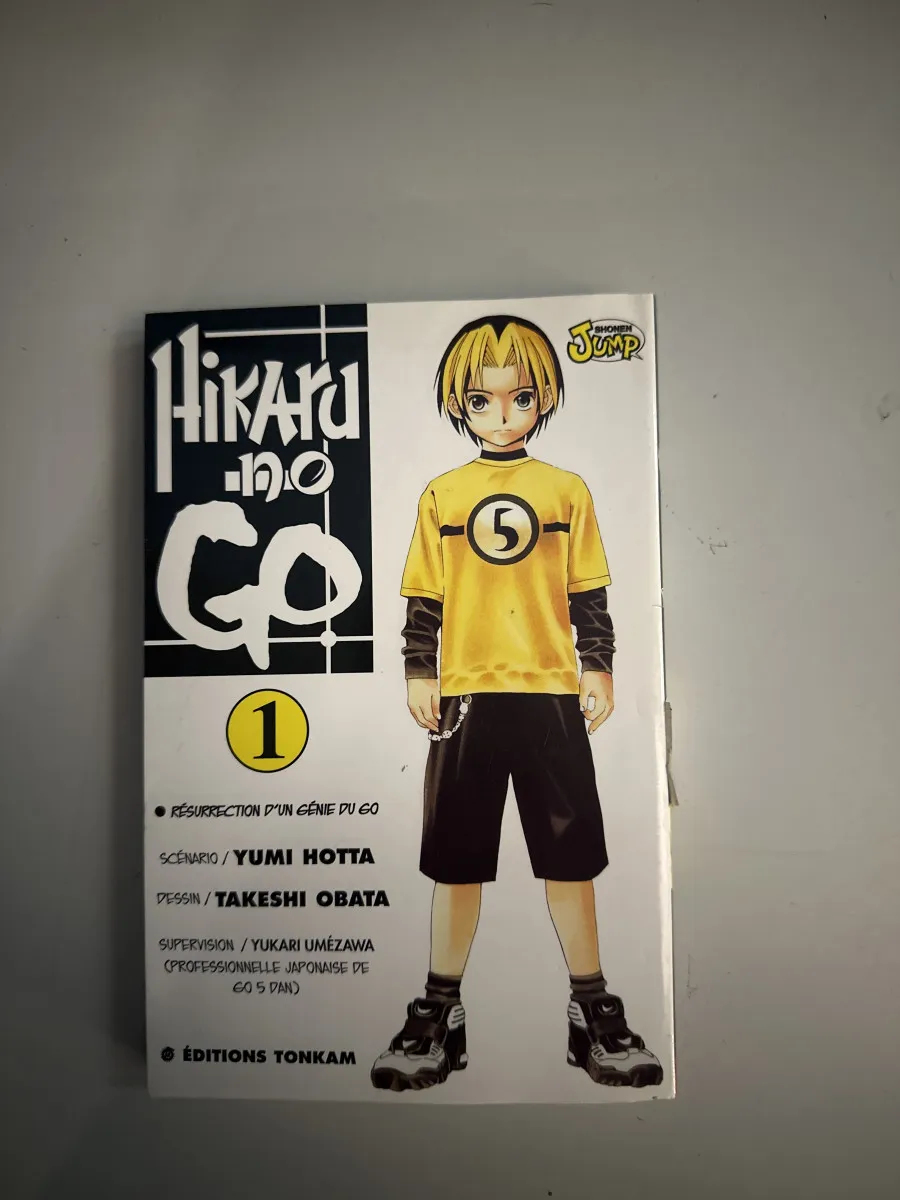 Hikaru
no
Go
SHONEN
JUMP
5
1
RÉSURRECTION D'UN GÉNIE DU GO
SCÉNARIO / YUMI HOTTA
DESSIN / TAKESHI OBATA
SUPERVISION / YUKARI UMÉZAWA
(PROFESSIONNELLE JAPONAISE DE
GO 5 DAN)
ÉDITIONS TONKAM